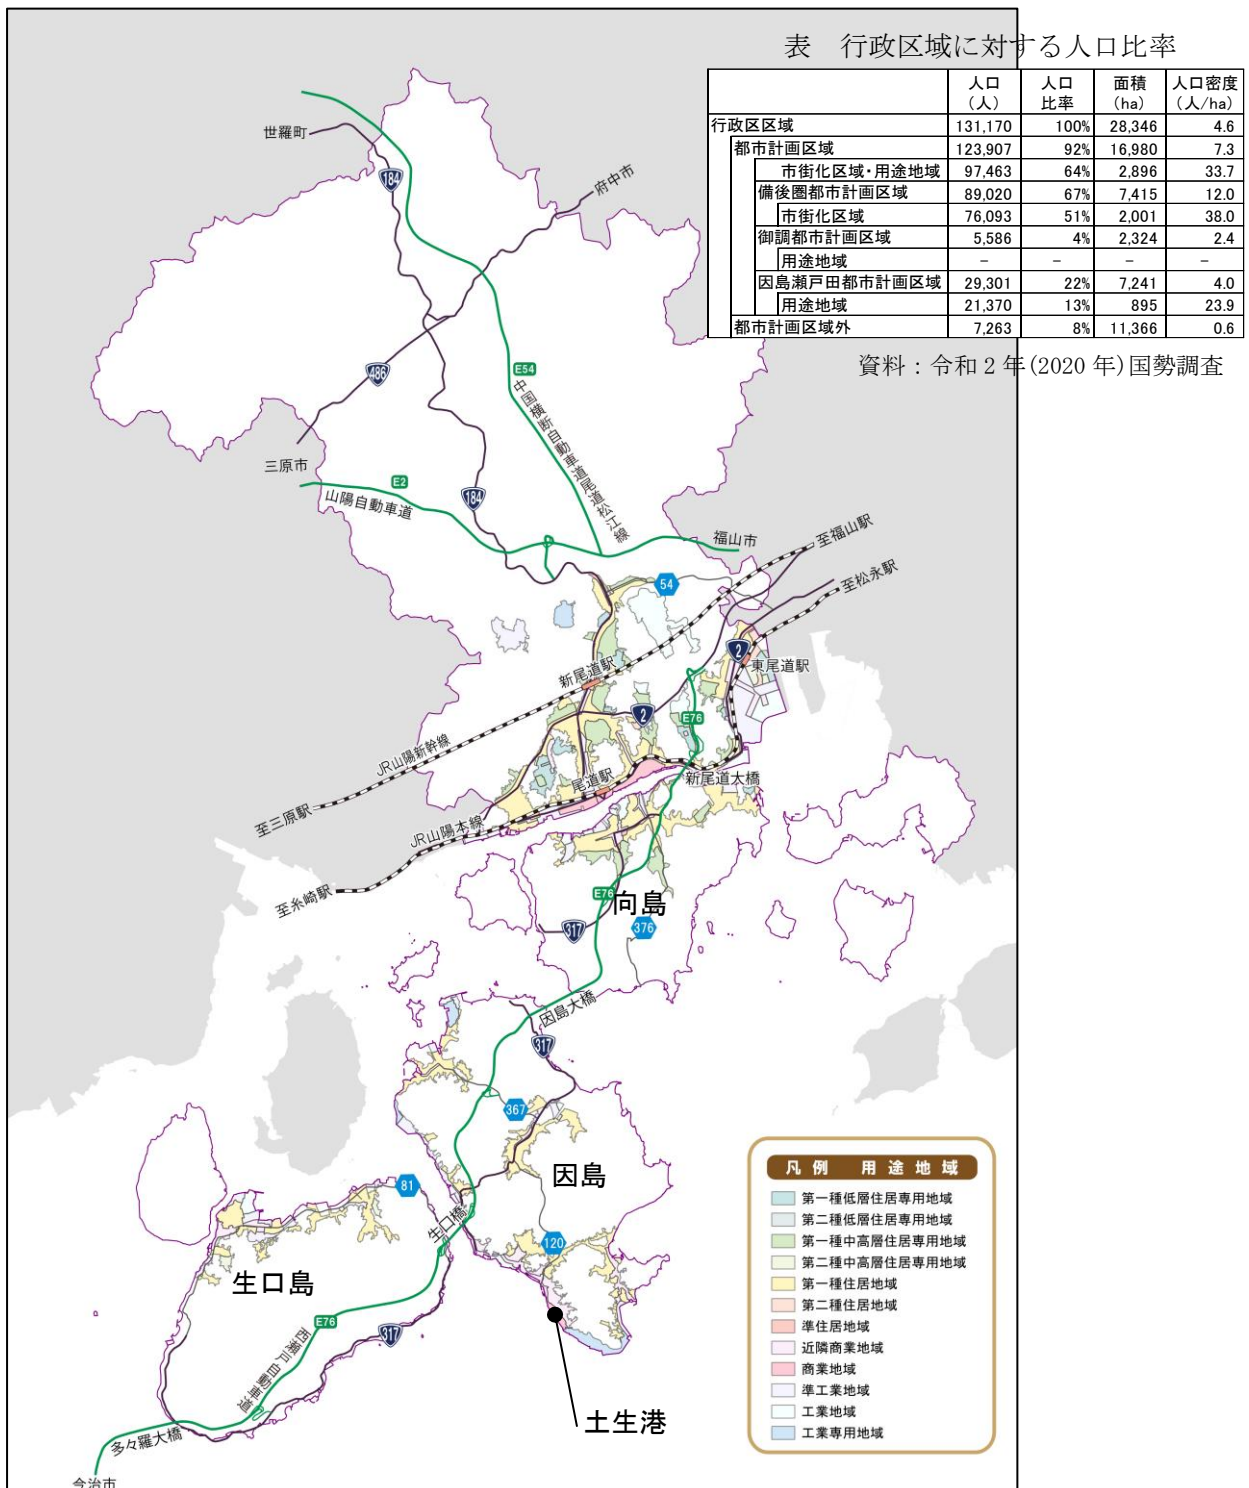 表 行政区域に対する人口比率
人口 人口 面積 人口密度
（人） 比率 （ha） （人/ha）
行政区区域 131,170 100% 28,346 4.6
都市計画区域 123,907 92% 16,980 7.3
市街化区域・用途地域 97,463 64% 2,896 33.7
備後圏都市計画区域 89,020 67% 7,415 12.0
市街化区域 76,093 51% 2,001 38.0
御調都市計画区域 5,586 4% 2,324 2.4
用途地域 － － － －
因島瀬戸田都市計画区域 29,301 22% 7,241 4.0
用途地域 21,370 13% 895 23.9
都市計画区域外 7,263 8% 11,366 0.6
資料：令和２年(2020 年)国勢調査
世羅町
184
府中市
486
E54
中国横断自動車道尾道松江線
三原市
E2
山陽自動車道
184
福山市
至福山駅
54
至松永駅
2
東尾道駅
新尾道駅
2
E76
JR山陽新幹線
尾道駅
新尾道大橋
至三原駅
JR山陽本線
至糸崎駅
E76
向島
317
376
因島大橋
317
367
因島
81
生口橋
120
生口島
E76
317
西瀬戸自動車道
土生港
多々羅大橋
今治市
凡例 用途地域
第一種低層住居専用地域
第二種低層住居専用地域
第一種中高層住居専用地域
第二種中高層住居専用地域
第一種住居地域
第二種住居地域
準住居地域
近隣商業地域
商業地域
準工業地域
工業地域
工業専用地域